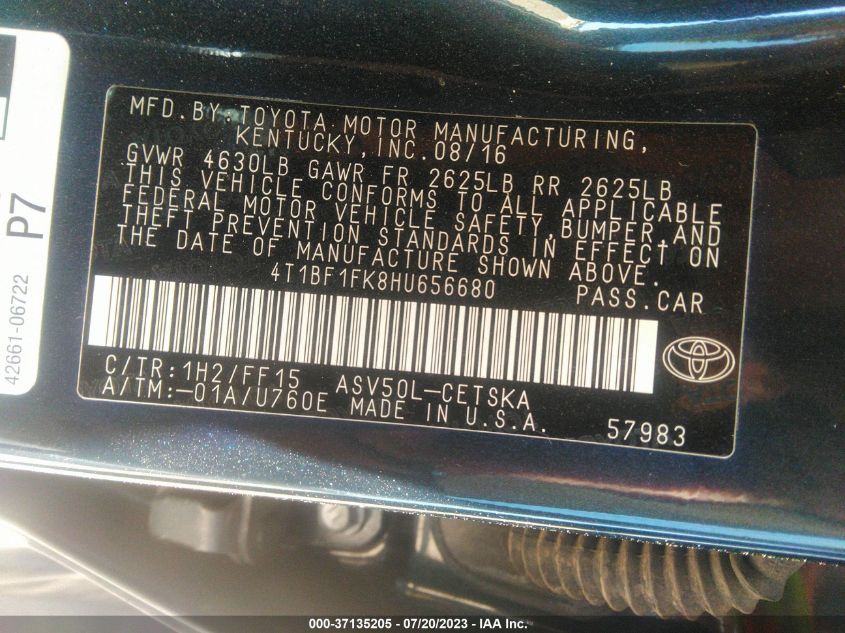 MFD.BY:TOYOTA MOTOR MANUFACTURING,
KENTUCKY, INC.08/16
GVWR 4630LB GAWR FR 2625LB RR 2625LB
THIS VEHICLE CONFORMS TO ALL APPLICABLE
FEDERAL MOTOR VEHICLE SAFETY,BUMPER,AND
THEFT PREVENTION STANDARDS IN EFFECT ON
THE DATE OF MANUFACTURE SHOWN ABOVE.
4T1BF1FK8HU656680 PASS.CAR
C/TR:1H2/FF15 ASV50L-CETSKA
A/TM:-01A/U760E MADE IN U.S.A. 57983
42661-06722
P7
000-37135205 - 07/20/2023 - IAA Inc.